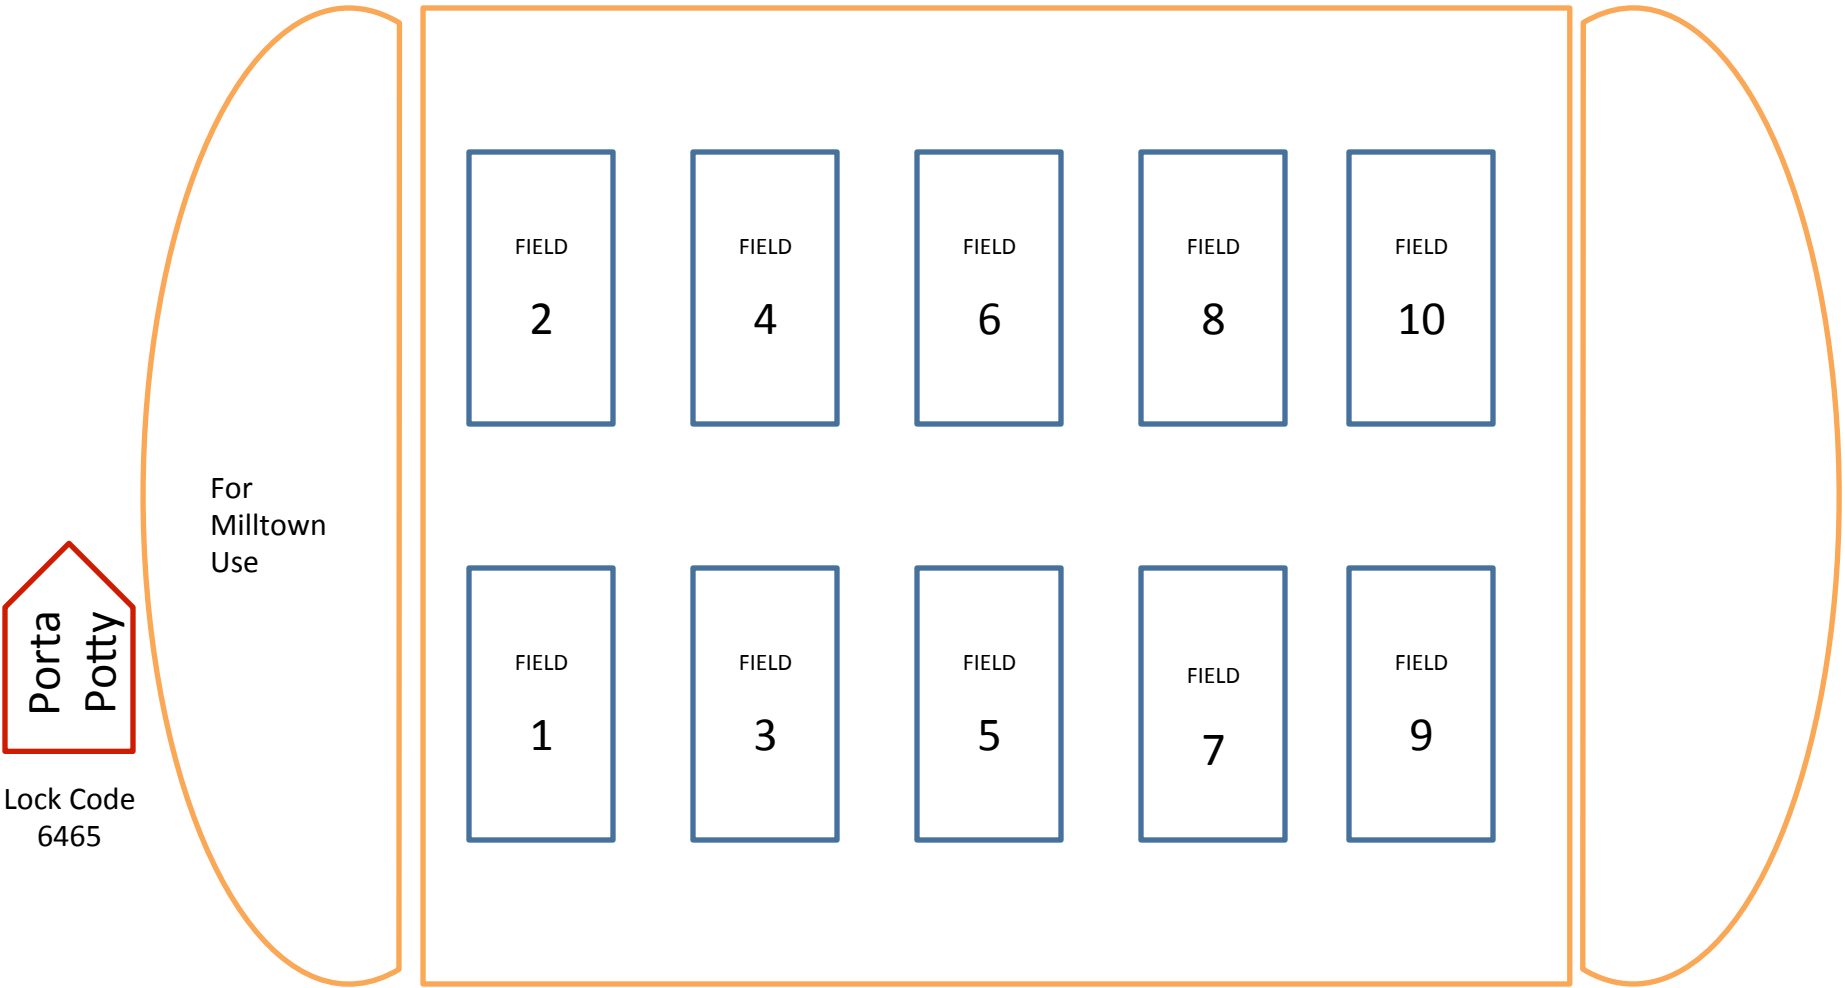 FIELD
2
FIELD
4
FIELD
6
FIELD
8
FIELD
10
For
Milltown
Use
Porta
Potty
Lock Code
6465
FIELD
1
FIELD
3
FIELD
5
FIELD
7
FIELD
9